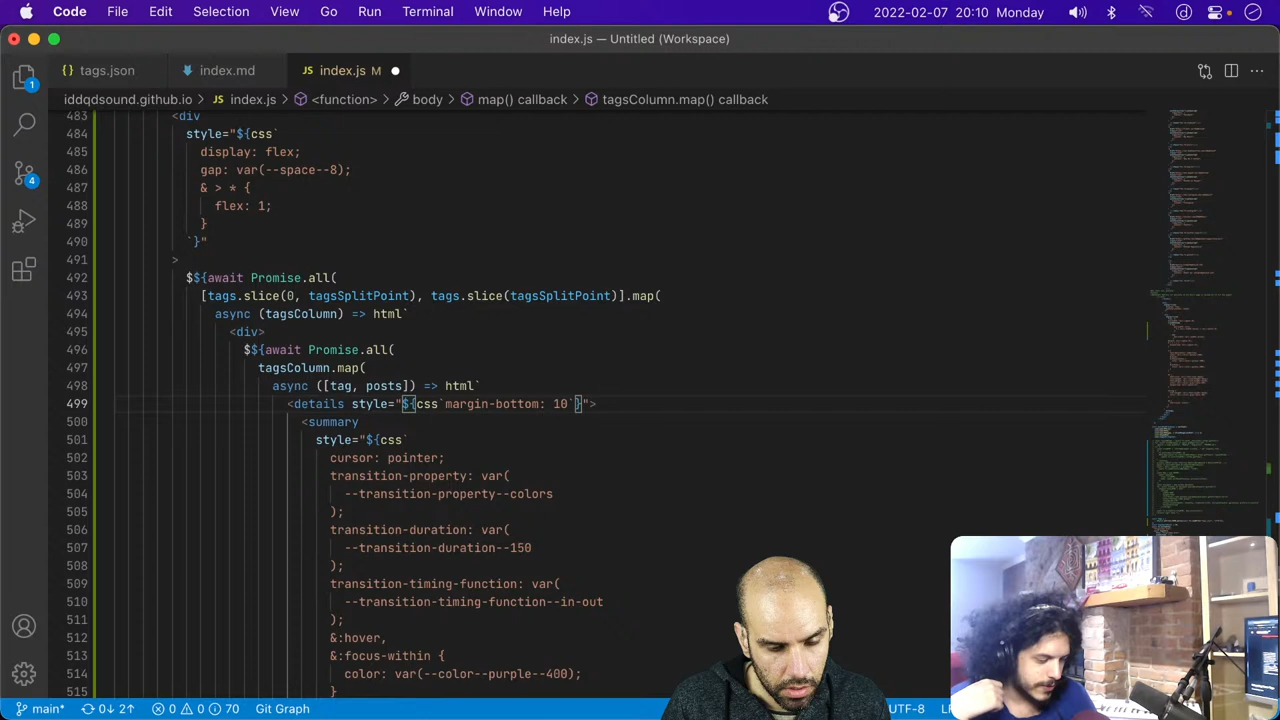 Code File Edit Selection View Go Run Terminal Window Help 2022-02-07 20:10 Monday
index.js — Untitled (Workspace)
tags.json index.md JS index.js M
iddqdsound.github.io > JS index.js > <function> > body > map() callback > tagsColumn.map() callback
483 <div
484 style="${css`
485 display: flex;
486 gap: var(--space--8);
487 & > * {
488 flex: 1;
489 }
490 `}"
491 >
492 $${await Promise.all(
493 [tags.slice(0, tagsSplitPoint), tags.slice(tagsSplitPoint)].map(
494 async (tagsColumn) => html`
495 <div>
496 $${await Promise.all(
497 tagsColumn.map(
498 async ([tag, posts]) => html`
499 <details style="${css`margin-bottom: 10`}">
500 <summary
501 style="${css`
502 cursor: pointer;
503 transition-property: var(
504 --transition-property--colors
505 );
506 transition-duration: var(
507 --transition-duration--150
508 );
509 transition-timing-function: var(
510 --transition-timing-function--in-out
511 );
512 &:hover,
513 &:focus-within {
514 color: var(--color--purple--400);
515 }
1
4
main* 0↓ 2↑ 0 0 70 Git Graph UTF-8